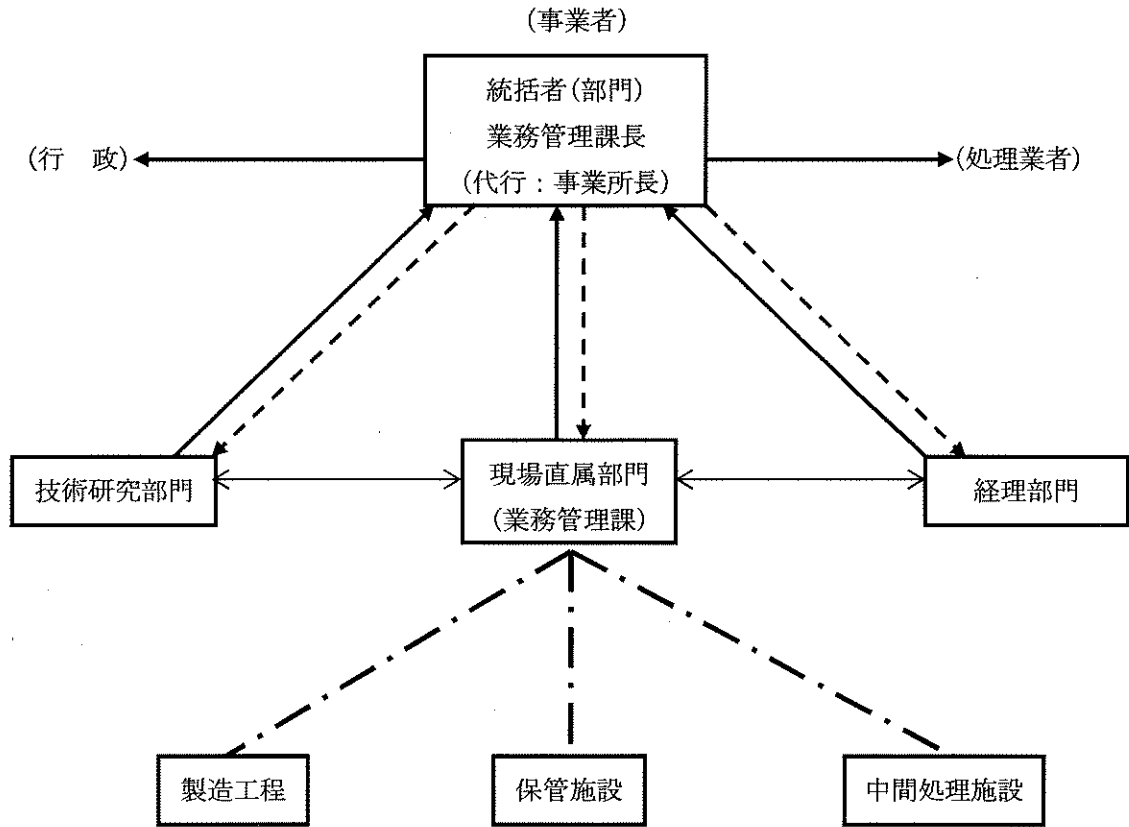 (事業者)
統括者(部門)
業務管理課長
(代行:事業所長)
(行 政)
(処理業者)
技術研究部門
現場直属部門
(業務管理課)
経理部門
製造工程
保管施設
中間処理施設